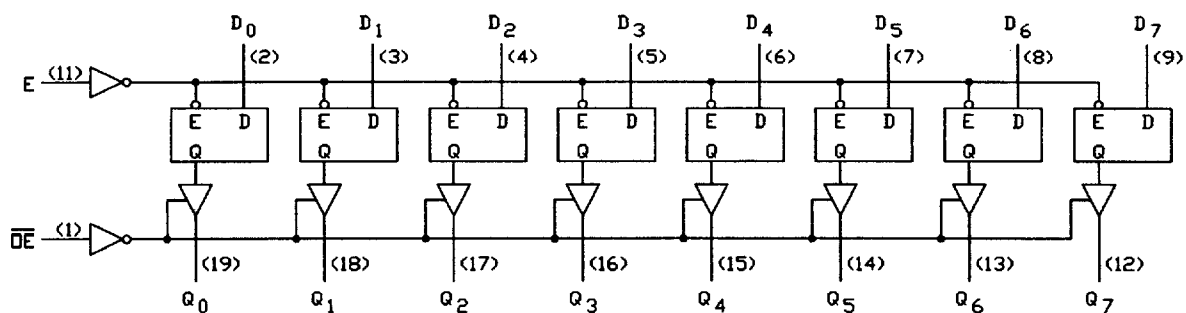 D0 D1 D2 D3 D4 D5 D6 D7
(2) (3) (4) (5) (6) (7) (8) (9)
E (11)
E D E D E D E D E D E D E D E D
Q Q Q Q Q Q Q Q
OE (1)
(19) (18) (17) (16) (15) (14) (13) (12)
Q0 Q1 Q2 Q3 Q4 Q5 Q6 Q7